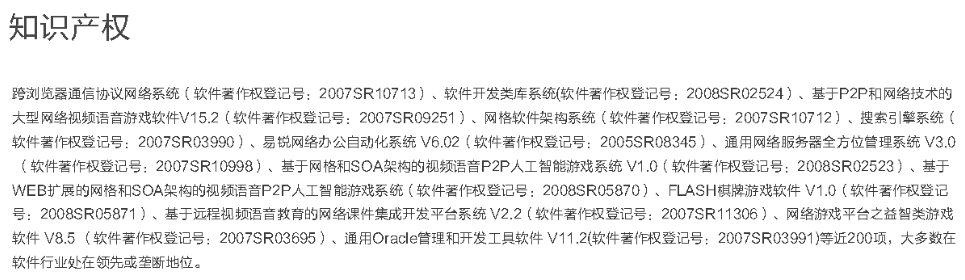 知识产权
跨浏览器通信协议网络系统（软件著作权登记号：2007SR10713）、软件开发类库系统(软件著作权登记号：2008SR02524）、基于P2P和网络技术的
大型网络视频语音游戏软件V15.2（软件著作权登记号：2007SR09251）、网格软件架构系统（软件著作权登记号：2007SR10712）、搜索引擎系统（
软件著作权登记号：2007SR03990）、易锐网络办公自动化系统 V6.02（软件著作权登记号：2005SR08345）、通用网络服务器全方位管理系统 V3.0
（软件著作权登记号：2007SR10998）、基于网格和SOA架构的视频语音P2P人工智能游戏系统 V1.0（软件著作权登记号：2008SR02523）、基于
WEB扩展的网格和SOA架构的视频语音P2P人工智能游戏系统（软件著作权登记号：2008SR05870）、FLASH棋牌游戏软件 V1.0（软件著作权登记
号：2008SR05871）、基于远程视频语音教育的网络课件集成开发平台系统 V2.2（软件著作权登记号：2007SR11306）、网络游戏平台之益智类游戏
软件 V8.5 （软件著作权登记号：2007SR03695）、通用Oracle管理和开发工具软件 V11.2(软件著作权登记号：2007SR03991)等近200项，大多数在
软件行业处在领先或垄断地位。